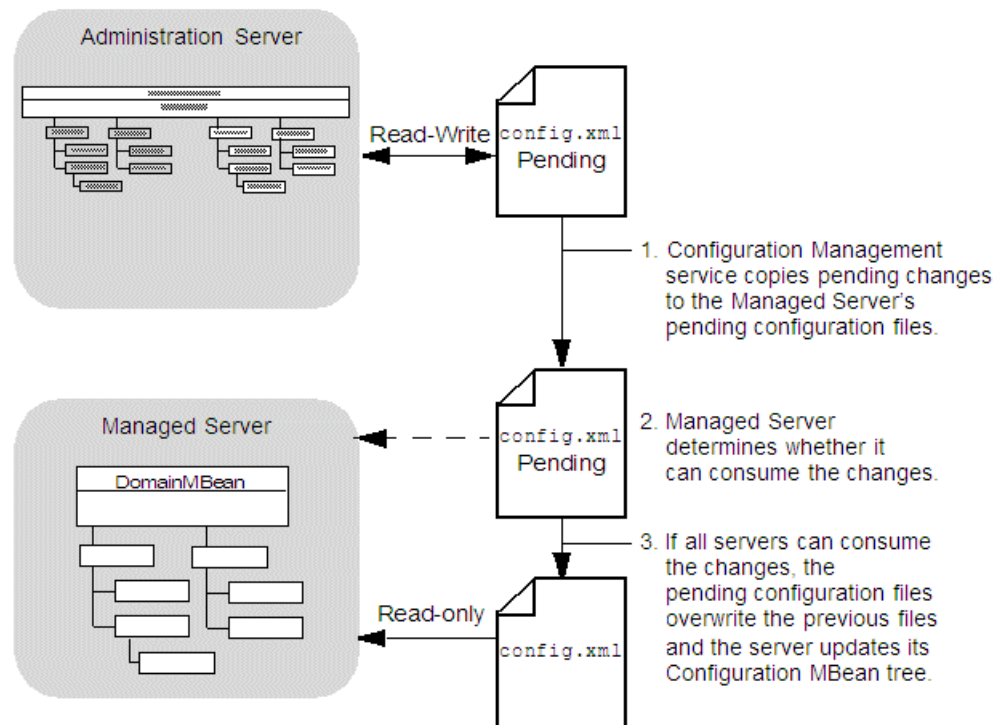 Administration Server
Read-Write
config.xml
Pending
1. Configuration Management
service copies pending changes
to the Managed Server's
pending configuration files.
Managed Server
DomainMBean
config.xml
Pending
2. Managed Server
determines whether it
can consume the changes.
3. If all servers can consume
the changes, the
pending configuration files
overwrite the previous files
and the server updates its
Configuration MBean tree.
Read-only
config.xml